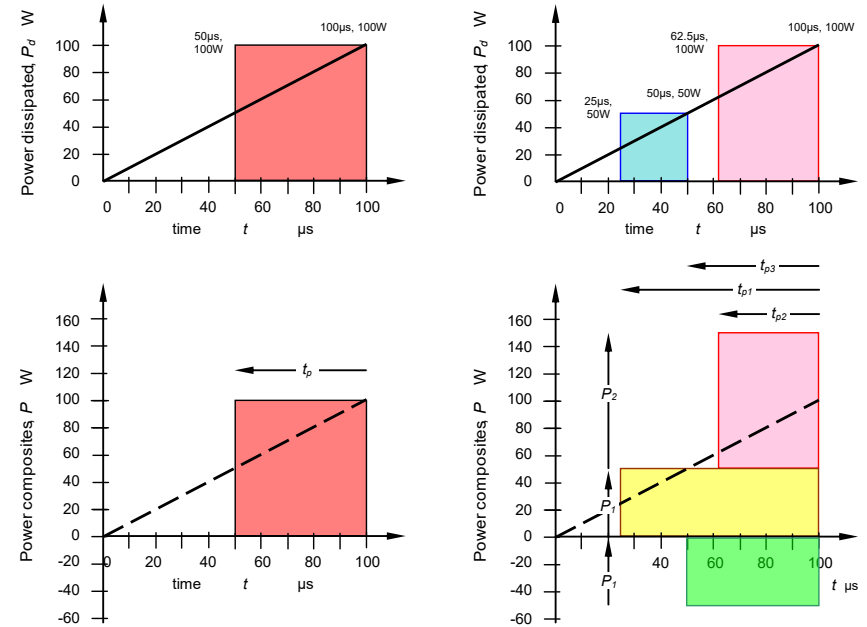 Power dissipated, Pd W
50µs,
100W
100µs, 100W
100
80
60
40
20
0
0 20 40 60 80 100
time t µs
Power dissipated, Pd W
62.5µs,
100W
100µs, 100W
25µs,
50W
50µs, 50W
100
80
60
40
20
0
0 20 40 60 80 100
time t µs
Power composites, P W
160
140
120
100
80
60
40
20
0
-20
-40
-60
tp
0 20 40 60 80 100
time t µs
Power composites, P W
tp3
tp1
tp2
160
140
120
100
80
60
40
20
0
-20
-40
-60
P2
P1
P1
40 60 80 100
t µs